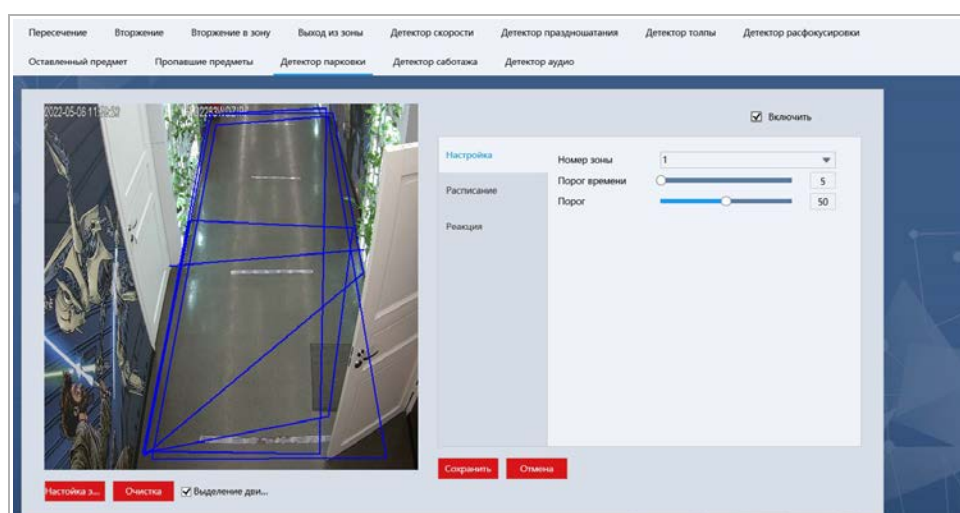 Пересечение Вторжение Вторжение в зону Выход из зоны Детектор скорости Детектор праздношатания Детектор толпы Детектор расфокусировки
Оставленный предмет Пропавшие предметы Детектор парковки Детектор саботажа Детектор аудио
2022-05-06
Включить
Настройка
Номер зоны 1
Порог времени 5
Расписание
Порог 50
Реакция
Сохранить Отмена
Настойка з... Очистка Выделение дви...